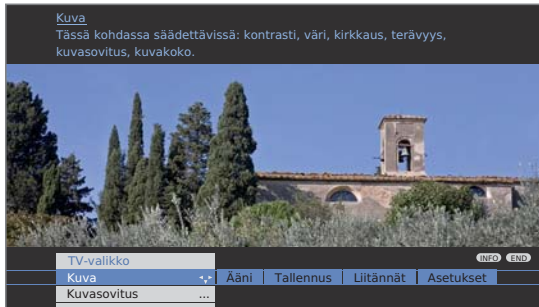 Kuva
Tässä kohdassa säädettävissä: kontrasti, väri, kirkkaus, terävyys,
kuvasovitus, kuvakoko.
INFO END
TV-valikko
Kuva Ääni Tallennus Liitännät Asetukset
Kuvasovitus ...